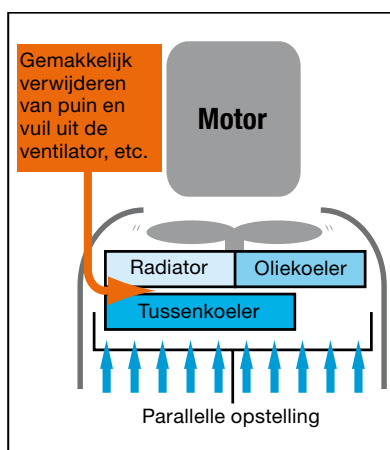 Gemakkelijk
verwijderen
van puin en
vuil uit de
ventilator, etc.
Motor
Radiator
Oliekoeler
Tussenkoeler
Parallelle opstelling